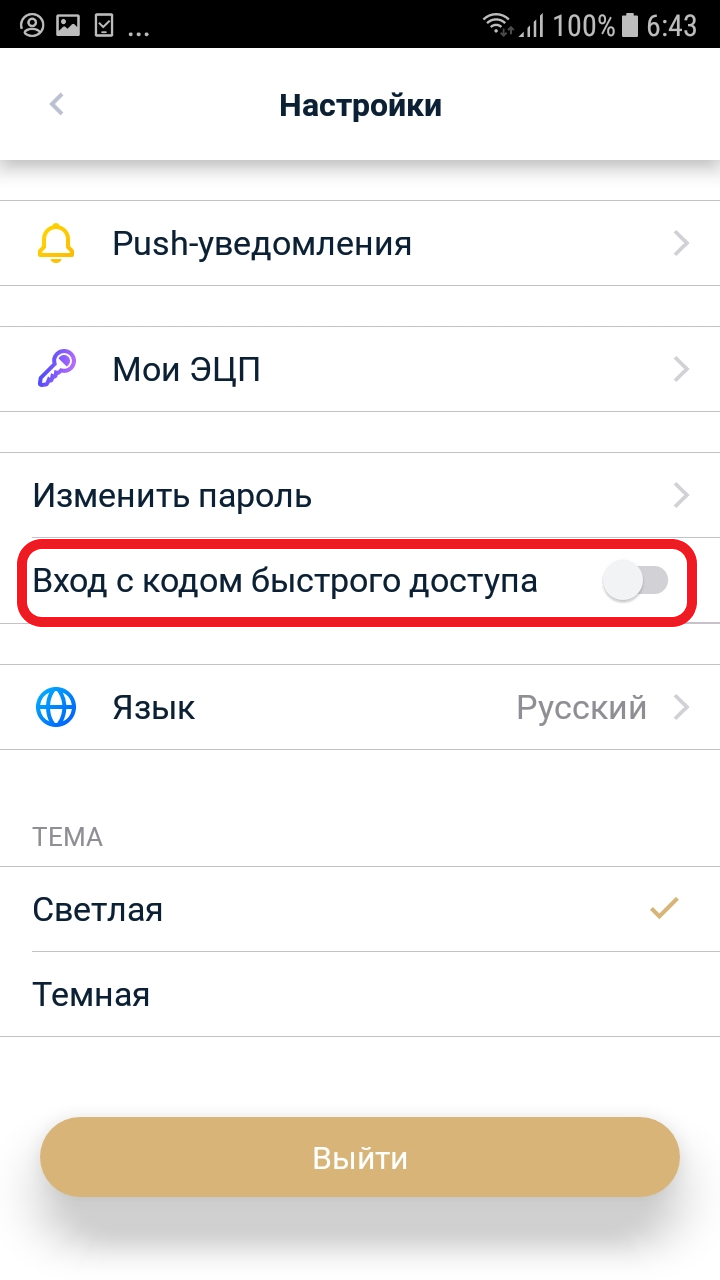 ... 100% 6:43
Настройки
Push-уведомления
Мои ЭЦП
Изменить пароль
Вход с кодом быстрого доступа
Язык Русский
ТЕМА
Светлая
Темная
Выйти